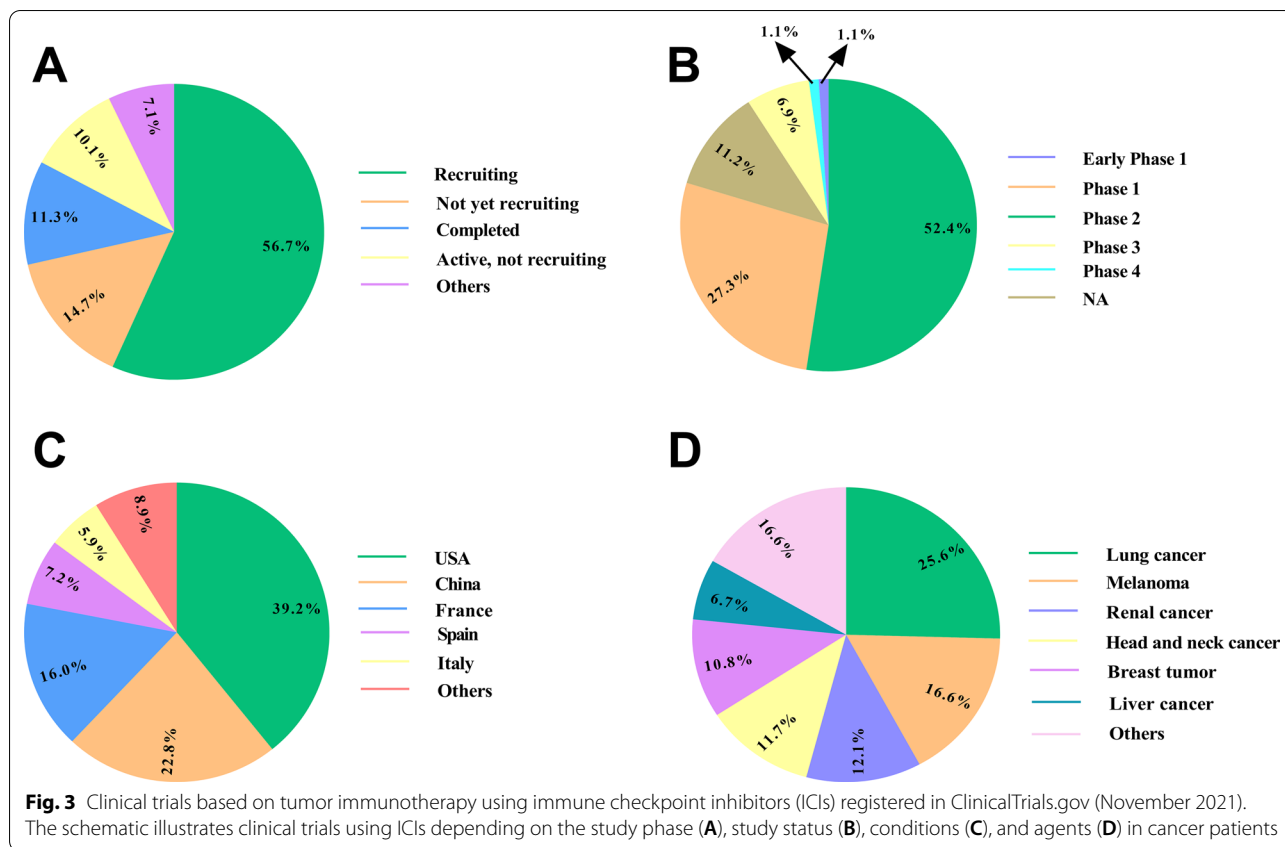 A
7.1%
10.1%
11.3%
14.7%
56.7%
Recruiting
Not yet recruiting
Completed
Active, not recruiting
Others
B
1.1%
1.1%
6.9%
11.2%
27.3%
52.4%
Early Phase 1
Phase 1
Phase 2
Phase 3
Phase 4
NA
C
8.9%
5.9%
7.2%
16.0%
22.8%
39.2%
USA
China
France
Spain
Italy
Others
D
16.6%
6.7%
10.8%
11.7%
12.1%
16.6%
25.6%
Lung cancer
Melanoma
Renal cancer
Head and neck cancer
Breast tumor
Liver cancer
Others
Fig. 3 Clinical trials based on tumor immunotherapy using immune checkpoint inhibitors (ICIs) registered in ClinicalTrials.gov (November 2021).
The schematic illustrates clinical trials using ICIs depending on the study phase (A), study status (B), conditions (C), and agents (D) in cancer patients